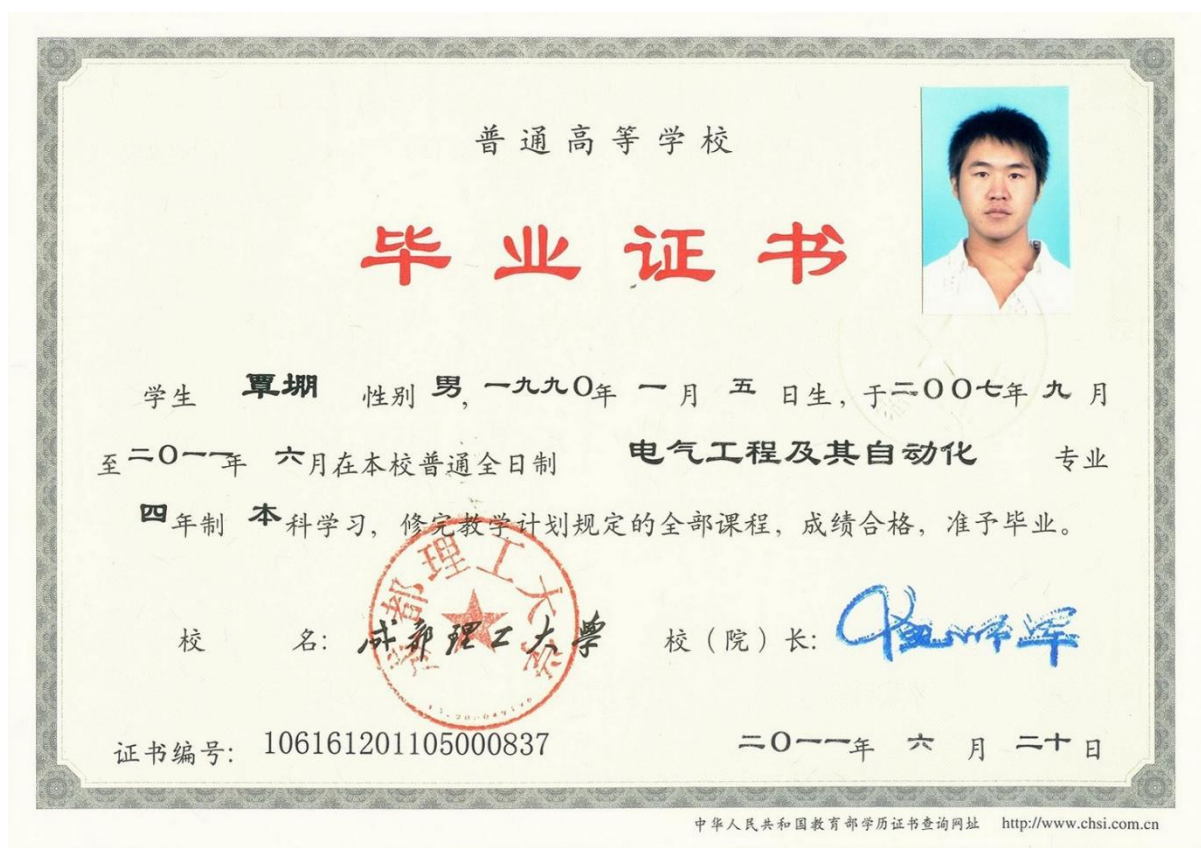 普通高等学校
毕业证书
学生 覃堋 性别 男, 一九九〇年 一 月 五 日生, 于二〇〇七年 九 月
至二〇一一年 六月在本校普通全日制 电气工程及其自动化 专业
四年制 本科学习, 修完教学计划规定的全部课程, 成绩合格, 准予毕业。
校 名: 成都理工大学 校（院）长:
成都理工大学
证书编号: 106161201105000837 二〇一一年 六 月 二十 日
中华人民共和国教育部学历证书查询网址 http://www.chsi.com.cn